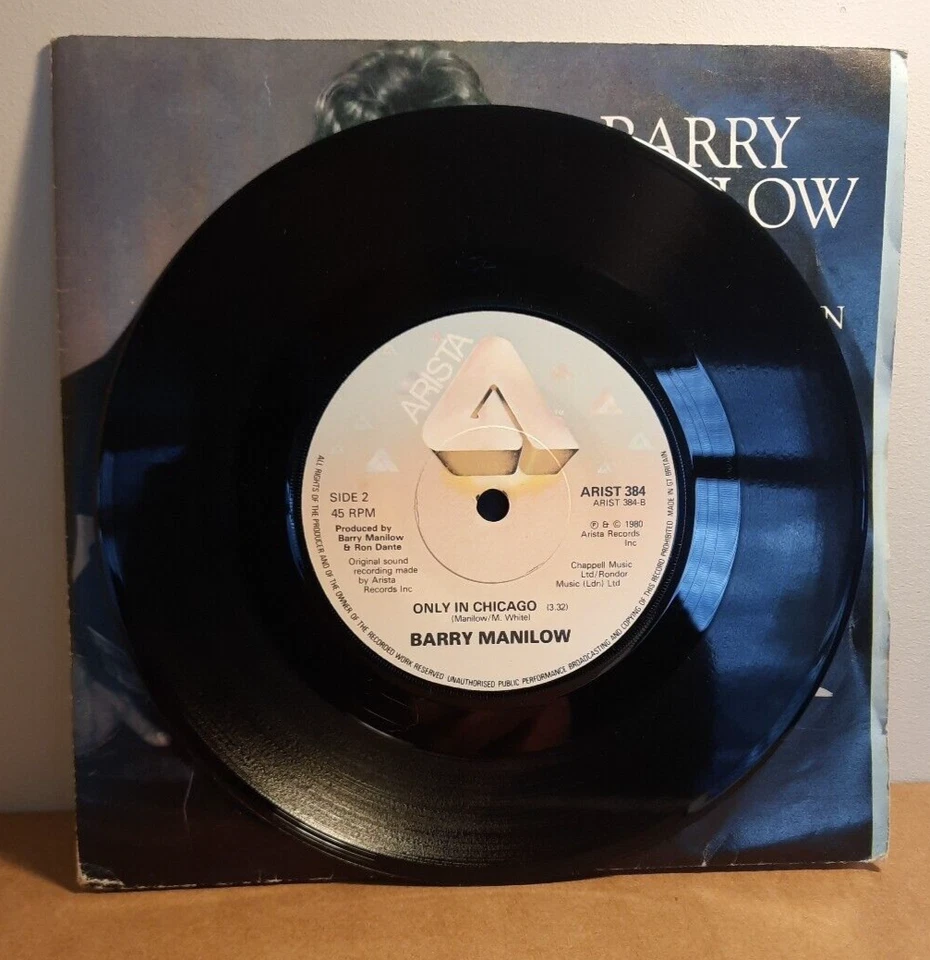 BARRY
LOW
N
ARISTA
SIDE 2
45 RPM
Produced by
Barry Manilow
& Ron Dante
Original sound
recording made
by Arista
Records Inc
ARIST 384
ARIST 384-B
℗ & © 1980
Arista Records
Inc
Chappell Music
Ltd/Rondor
Music (Ldn) Ltd
ONLY IN CHICAGO (3.32)
(Manilow/M. White)
BARRY MANILOW
ALL RIGHTS OF THE PRODUCER AND OF THE OWNER OF THE RECORDED WORK RESERVED UNAUTHORISED PUBLIC PERFORMANCE BROADCASTING AND COPYING OF THIS RECORD PROHIBITED MADE IN GT BRITAIN